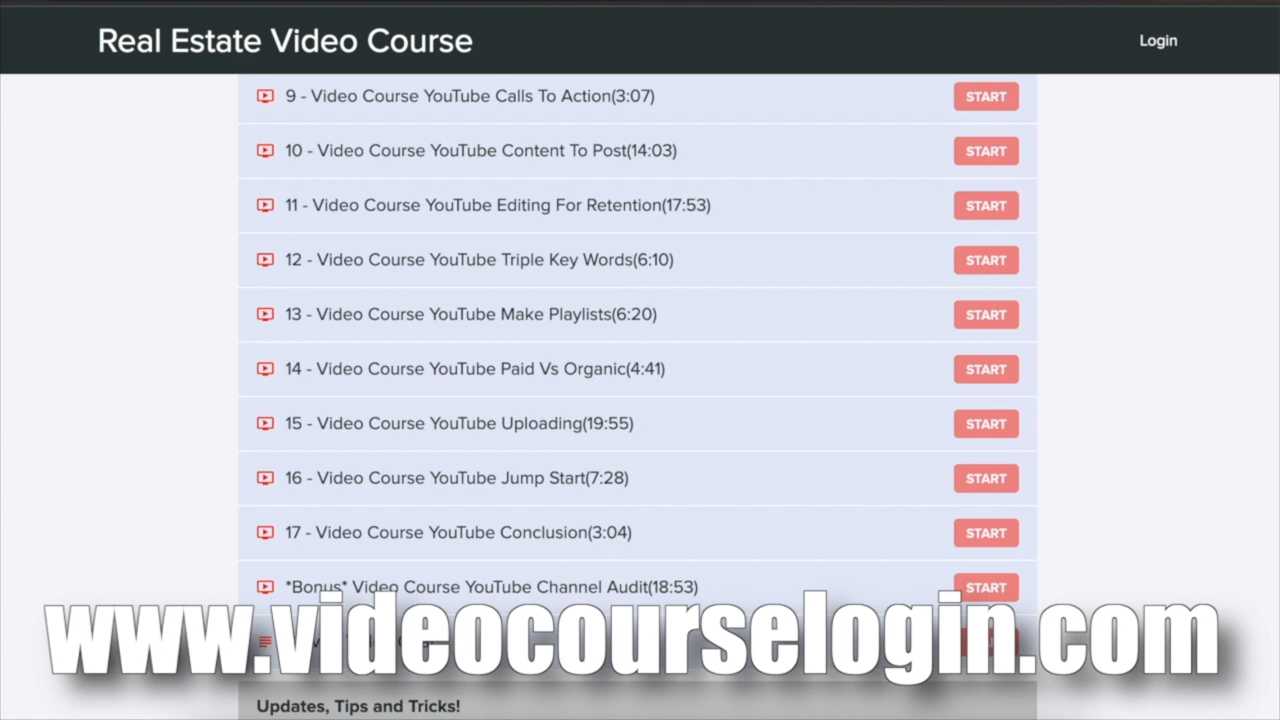 Real Estate Video Course
Login
9 - Video Course YouTube Calls To Action(3:07)
START
10 - Video Course YouTube Content To Post(14:03)
START
11 - Video Course YouTube Editing For Retention(17:53)
START
12 - Video Course YouTube Triple Key Words(6:10)
START
13 - Video Course YouTube Make Playlists(6:20)
START
14 - Video Course YouTube Paid Vs Organic(4:41)
START
15 - Video Course YouTube Uploading(19:55)
START
16 - Video Course YouTube Jump Start(7:28)
START
17 - Video Course YouTube Conclusion(3:04)
START
*Bonus* Video Course YouTube Channel Audit(18:53)
START
www.videocourselogin.com
Updates, Tips and Tricks!